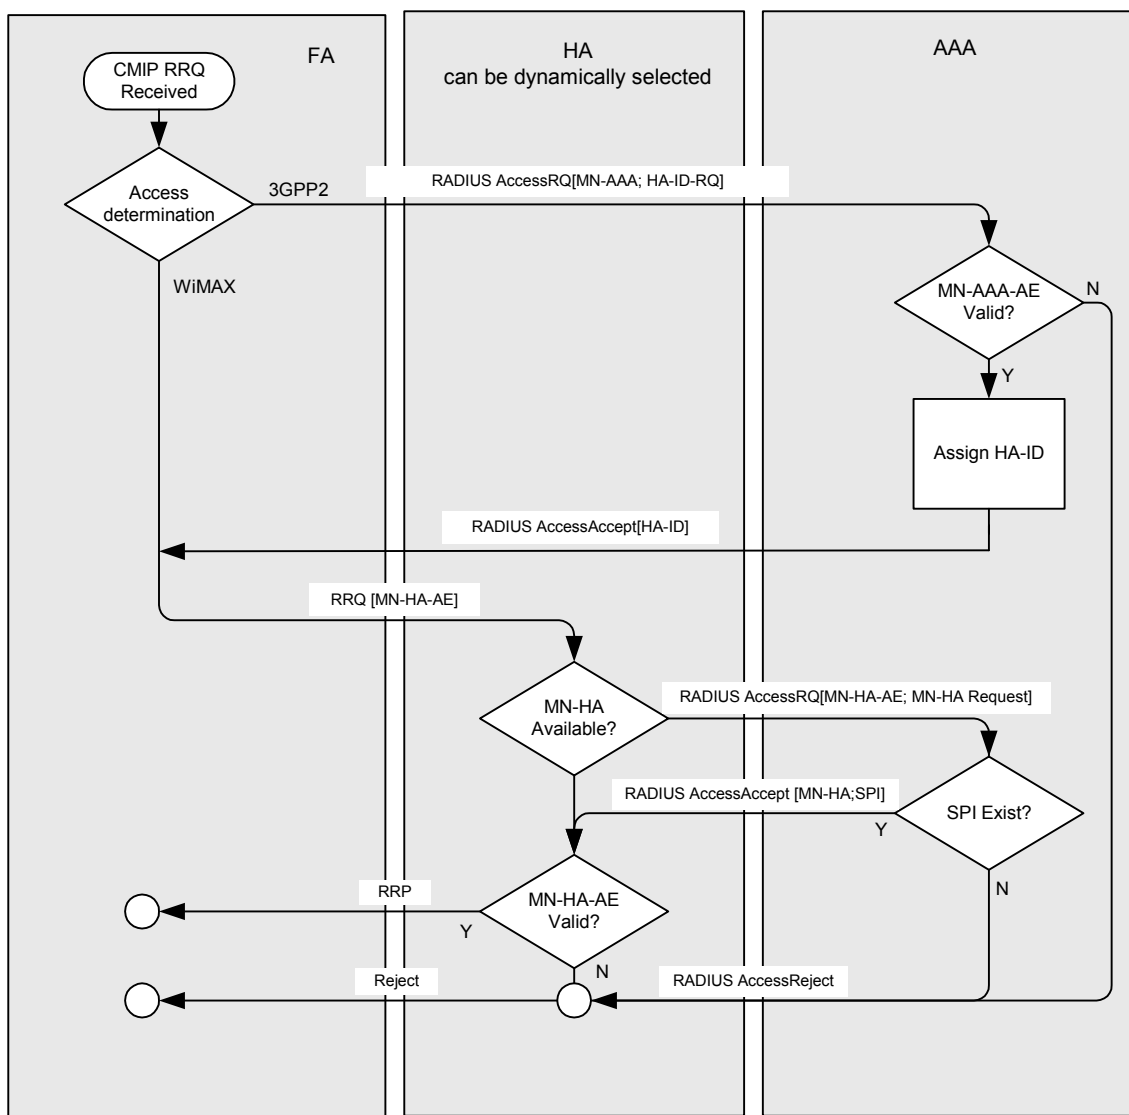 FA
HA
can be dynamically selected
AAA
CMIP RRQ
Received
Access
determination
3GPP2
RADIUS AccessRQ[MN-AAA; HA-ID-RQ]
WiMAX
MN-AAA-AE
Valid?
N
Y
Assign HA-ID
RADIUS AccessAccept[HA-ID]
RRQ [MN-HA-AE]
MN-HA
Available?
RADIUS AccessRQ[MN-HA-AE; MN-HA Request]
RADIUS AccessAccept [MN-HA;SPI]
SPI Exist?
Y
N
RRP
MN-HA-AE
Valid?
Y
N
Reject
RADIUS AccessReject